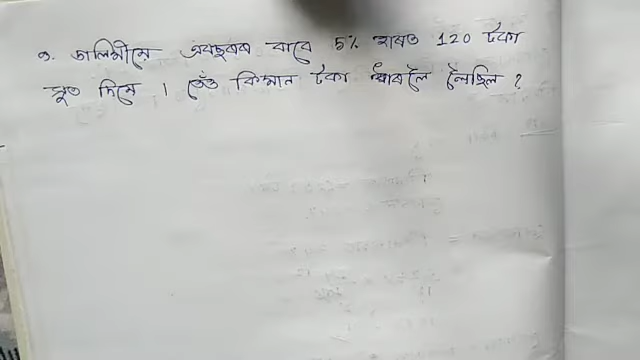 ৩. ডালিমীয়ে এবছৰৰ বাবে 5% হাৰত 120 টকা
সুত দিয়ে । তেওঁ কিমান টকা ধাৰলৈ লৈছিল ?